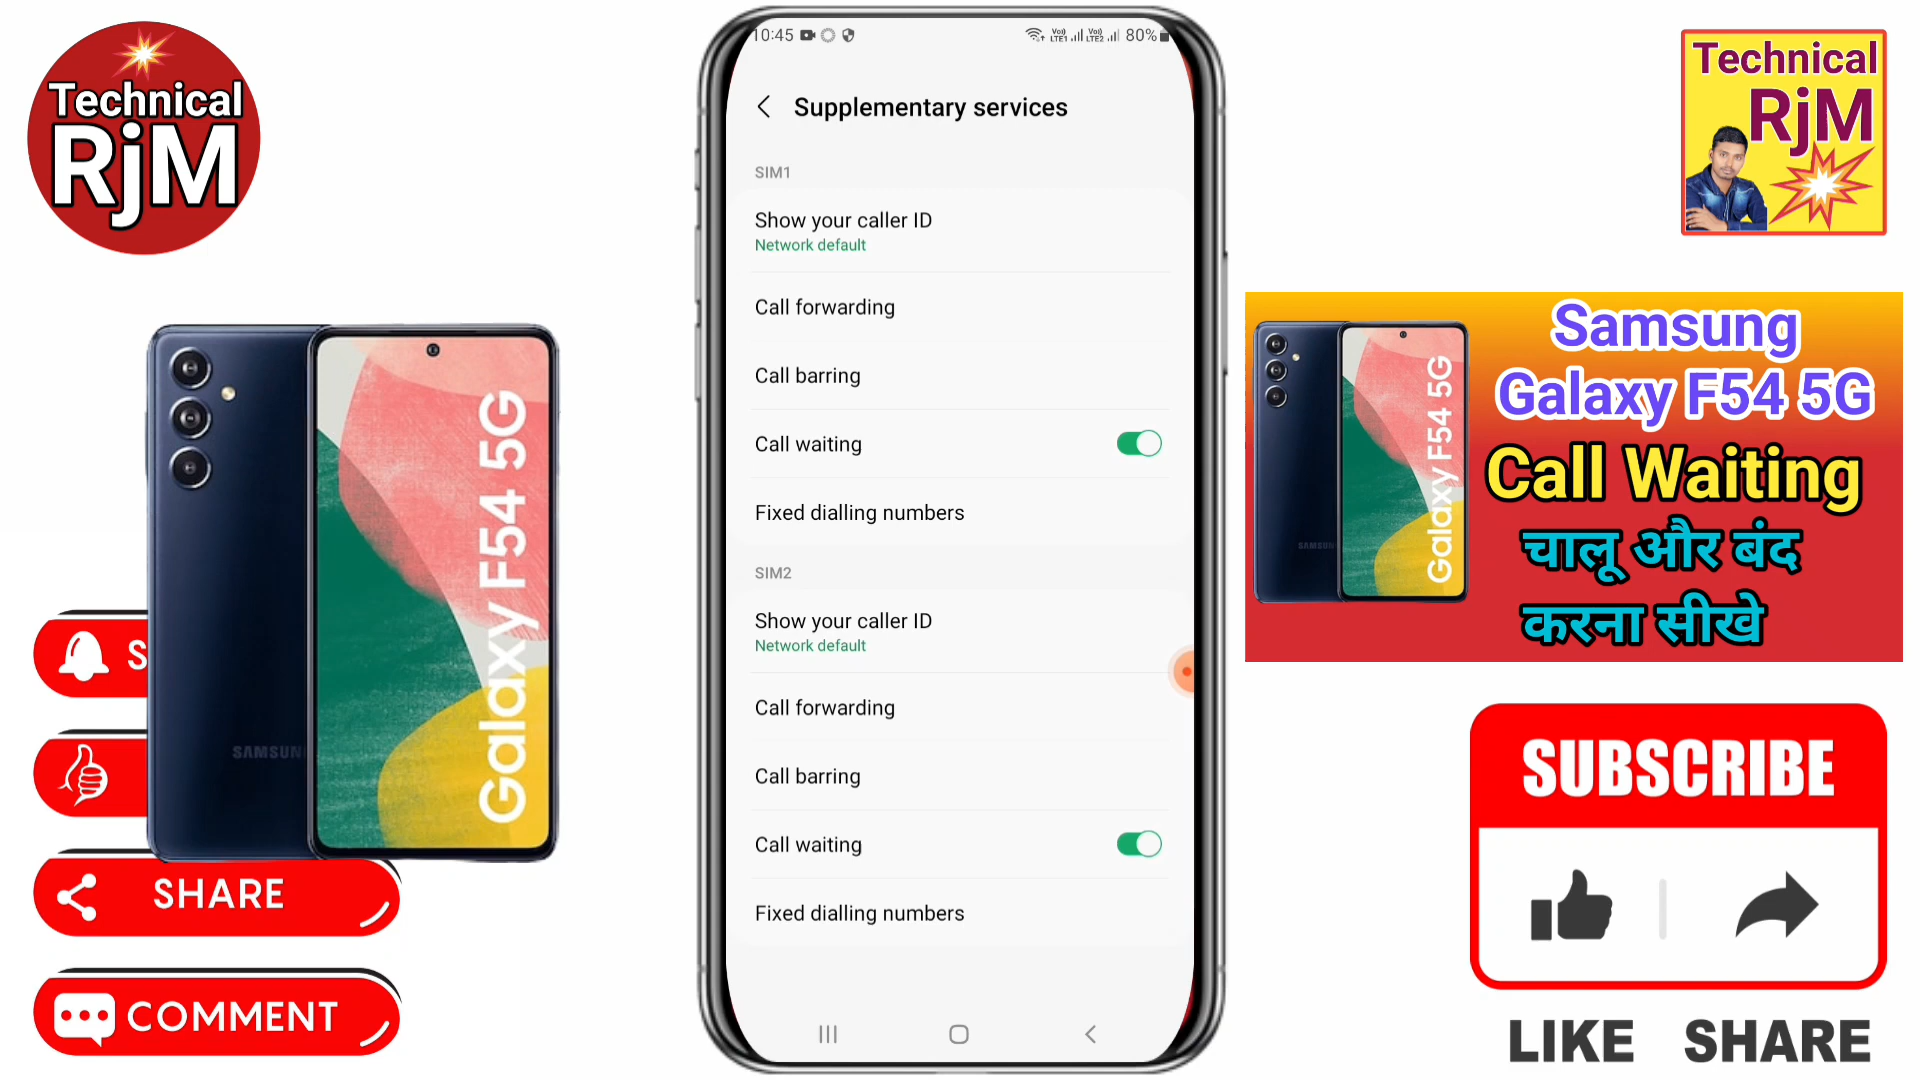 Technical
RjM
Galaxy F54 5G
SAMSUN
S
SHARE
COMMENT
10:45
80%
Supplementary services
SIM1
Show your caller ID
Network default
Call forwarding
Call barring
Call waiting
Fixed dialling numbers
SIM2
Show your caller ID
Network default
Call forwarding
Call barring
Call waiting
Fixed dialling numbers
Technical
RjM
Samsung
Galaxy F54 5G
Call Waiting
चालू और बंद
करना सीखे
Galaxy F54 5G
SAMSUN
SUBSCRIBE
LIKE SHARE